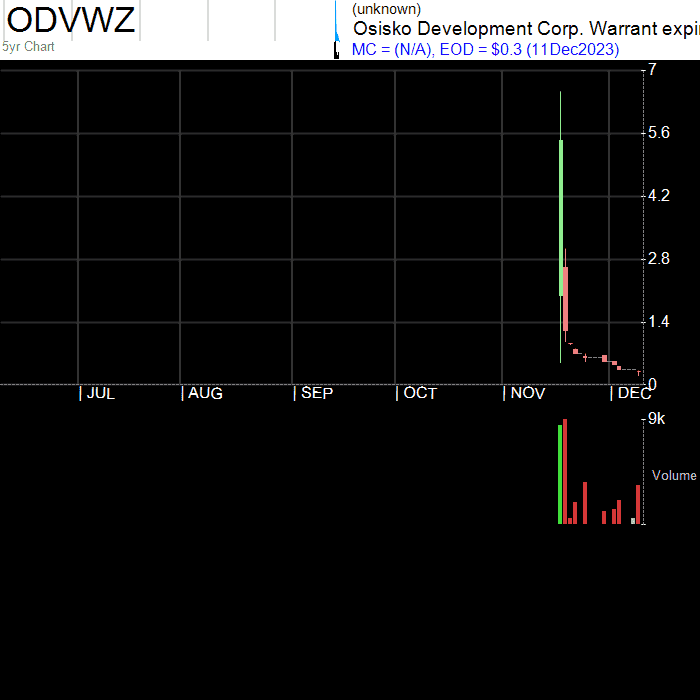 ODVWZ
5yr Chart
(unknown)
Osisko Development Corp. Warrant expi
MC = (N/A), EOD = $0.3 (11Dec2023)
7
5.6
4.2
2.8
1.4
0
| JUL | AUG | SEP | OCT | NOV | DEC
9k
Volume